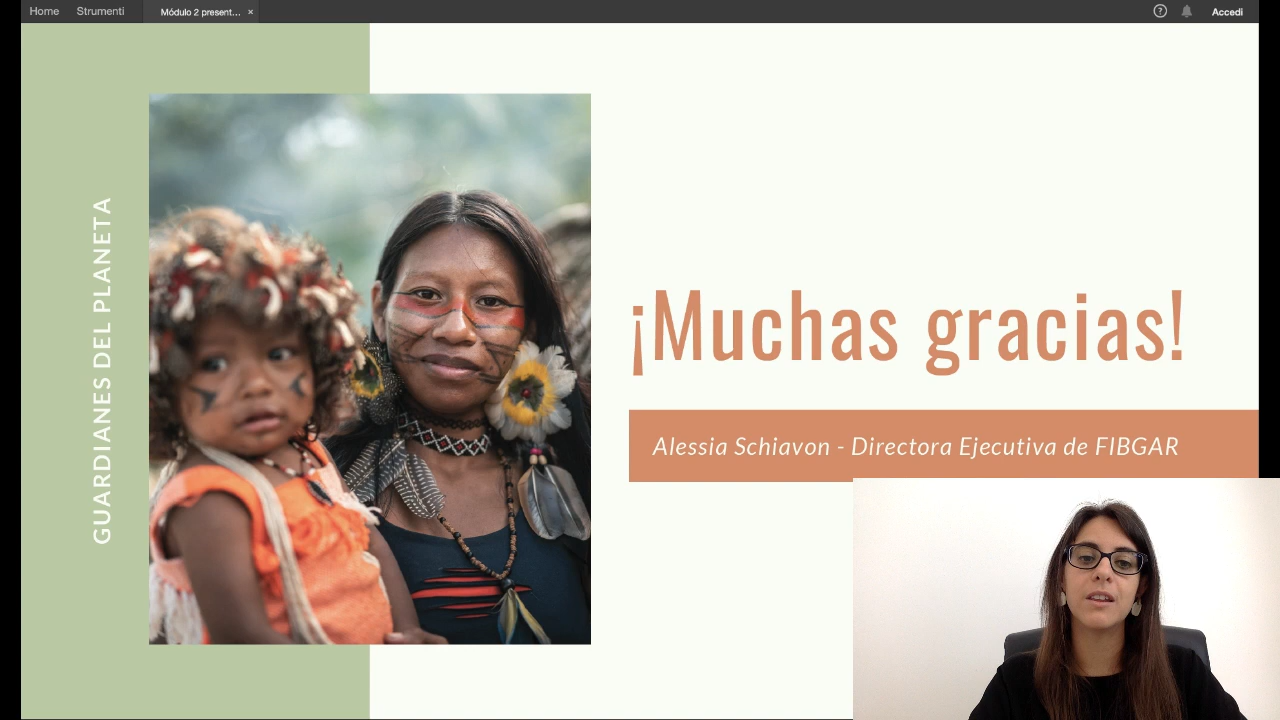 Home Strumenti Módulo 2 present... × ? Accedi
GUARDIANES DEL PLANETA
¡Muchas gracias!
Alessia Schiavon - Directora Ejecutiva de FIBGAR